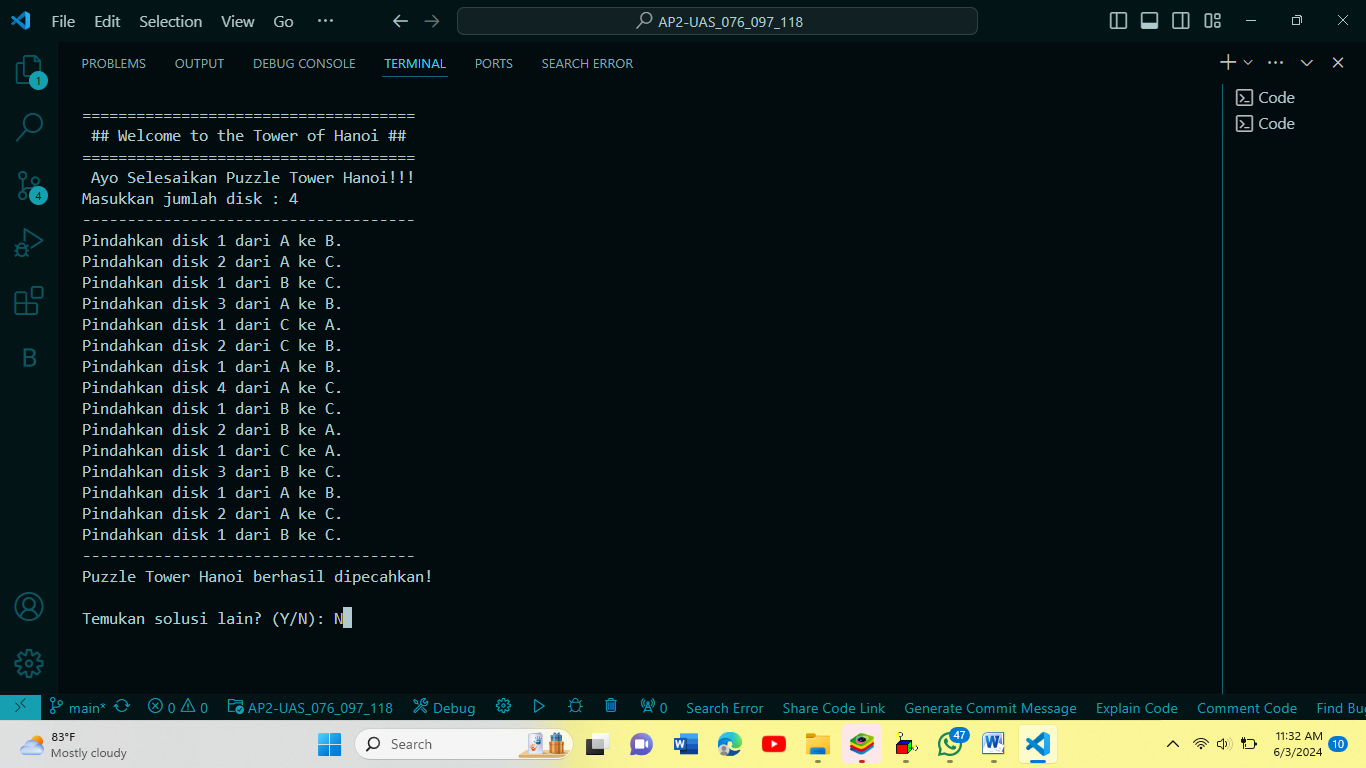 File Edit Selection View Go ··· AP2-UAS_076_097_118
PROBLEMS OUTPUT DEBUG CONSOLE TERMINAL PORTS SEARCH ERROR
1
Code
Code
=====================================
## Welcome to the Tower of Hanoi ##
=====================================
Ayo Selesaikan Puzzle Tower Hanoi!!!
Masukkan jumlah disk : 4
-------------------------------------
Pindahkan disk 1 dari A ke B.
Pindahkan disk 2 dari A ke C.
Pindahkan disk 1 dari B ke C.
Pindahkan disk 3 dari A ke B.
Pindahkan disk 1 dari C ke A.
Pindahkan disk 2 dari C ke B.
Pindahkan disk 1 dari A ke B.
Pindahkan disk 4 dari A ke C.
Pindahkan disk 1 dari B ke C.
Pindahkan disk 2 dari B ke A.
Pindahkan disk 1 dari C ke A.
Pindahkan disk 3 dari B ke C.
Pindahkan disk 1 dari A ke B.
Pindahkan disk 2 dari A ke C.
Pindahkan disk 1 dari B ke C.
-------------------------------------
Puzzle Tower Hanoi berhasil dipecahkan!
Temukan solusi lain? (Y/N): N
4
B
main* 0 0 AP2-UAS_076_097_118 Debug 0 Search Error Share Code Link Generate Commit Message Explain Code Comment Code Find Bu
83°F
Mostly cloudy
Search
47
11:32 AM
6/3/2024
10